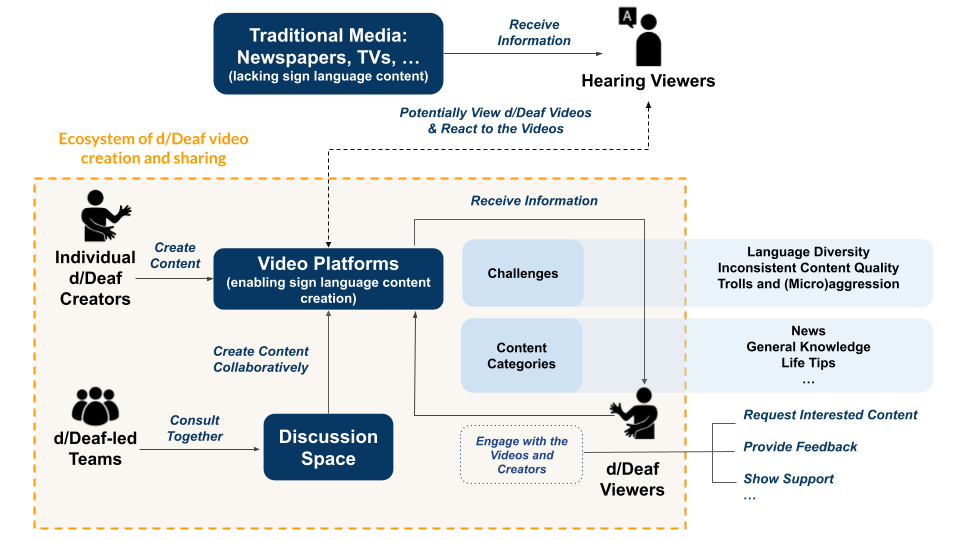 Traditional Media:
Newspapers, TVs, …
(lacking sign language content)
Receive
Information
A
Hearing Viewers
Potentially View d/Deaf Videos
& React to the Videos
Ecosystem of d/Deaf video
creation and sharing
Individual
d/Deaf
Creators
Create
Content
Video Platforms
(enabling sign language content
creation)
Receive Information
Challenges
Language Diversity
Inconsistent Content Quality
Trolls and (Micro)aggression
Content
Categories
News
General Knowledge
Life Tips
…
Create Content
Collaboratively
d/Deaf-led
Teams
Consult
Together
Discussion
Space
Engage with the
Videos and
Creators
d/Deaf
Viewers
Request Interested Content
Provide Feedback
Show Support
…